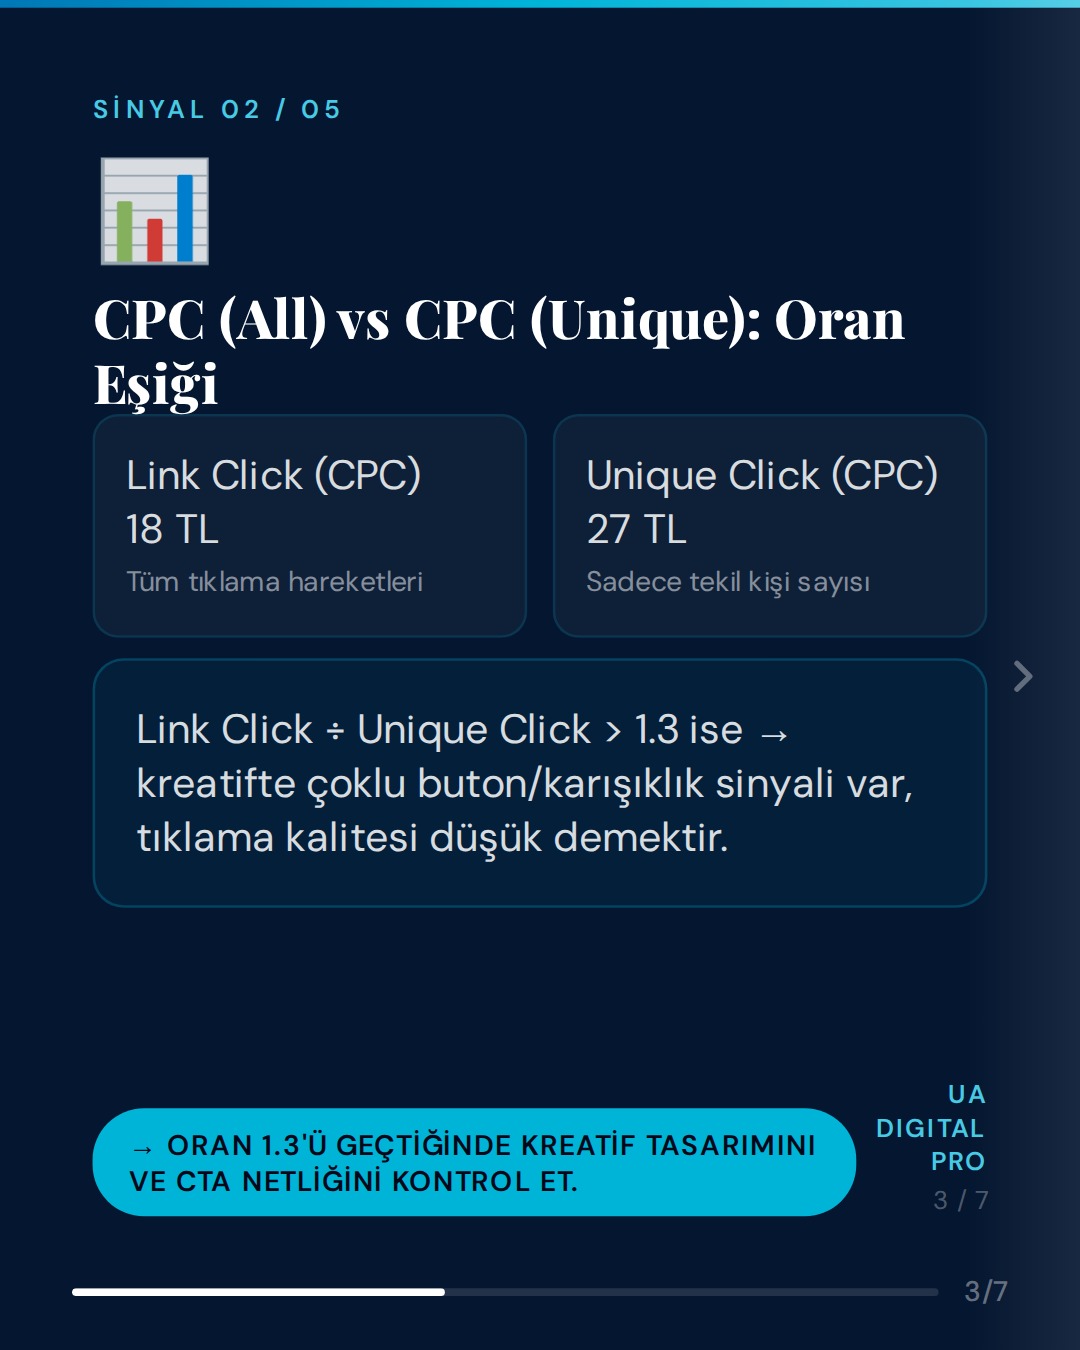 SİNYAL 02 / 05
CPC (All) vs CPC (Unique): Oran
Eşiği
Link Click (CPC)
18 TL
Tüm tıklama hareketleri
Unique Click (CPC)
27 TL
Sadece tekil kişi sayısı
Link Click ÷ Unique Click > 1.3 ise →
kreatifte çoklu buton/karışıklık sinyali var,
tıklama kalitesi düşük demektir.
→ ORAN 1.3'Ü GEÇTİĞİNDE KREATİF TASARIMINI
VE CTA NETLİĞİNİ KONTROL ET.
UA
DIGITAL
PRO
3 / 7
3/7